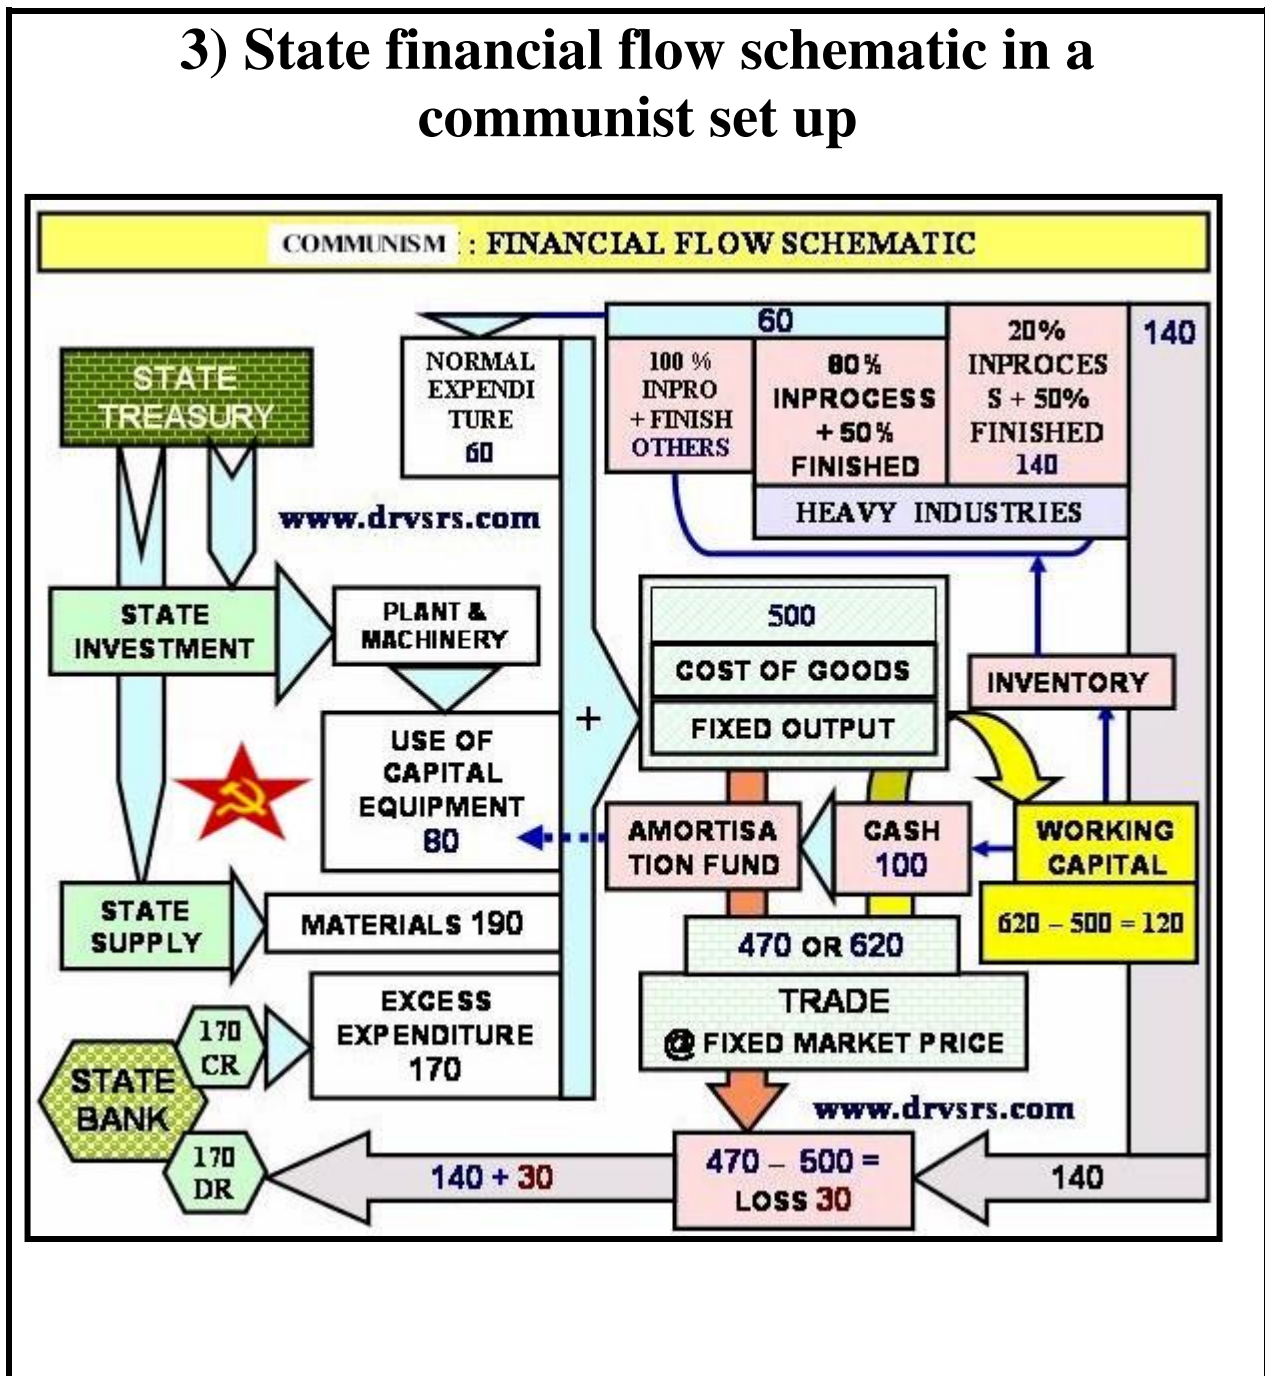 3) State financial flow schematic in a
communist set up
COMMUNISM : FINANCIAL FLOW SCHEMATIC
STATE
TREASURY
NORMAL
EXPENDI
TURE
60
60
100 %
INPRO
+ FINISH
OTHERS
80%
INPROCESS
+ 50%
FINISHED
20%
INPROCES
S + 50%
FINISHED
140
140
HEAVY INDUSTRIES
www.drvsrs.com
STATE
INVESTMENT
PLANT &
MACHINERY
500
COST OF GOODS
FIXED OUTPUT
INVENTORY
+
USE OF
CAPITAL
EQUIPMENT
80
AMORTISA
TION FUND
CASH
100
WORKING
CAPITAL
620 – 500 = 120
STATE
SUPPLY
MATERIALS 190
470 OR 620
TRADE
@ FIXED MARKET PRICE
EXCESS
EXPENDITURE
170
170
CR
STATE
BANK
170
DR
www.drvsrs.com
140 + 30
470 – 500 =
LOSS 30
140